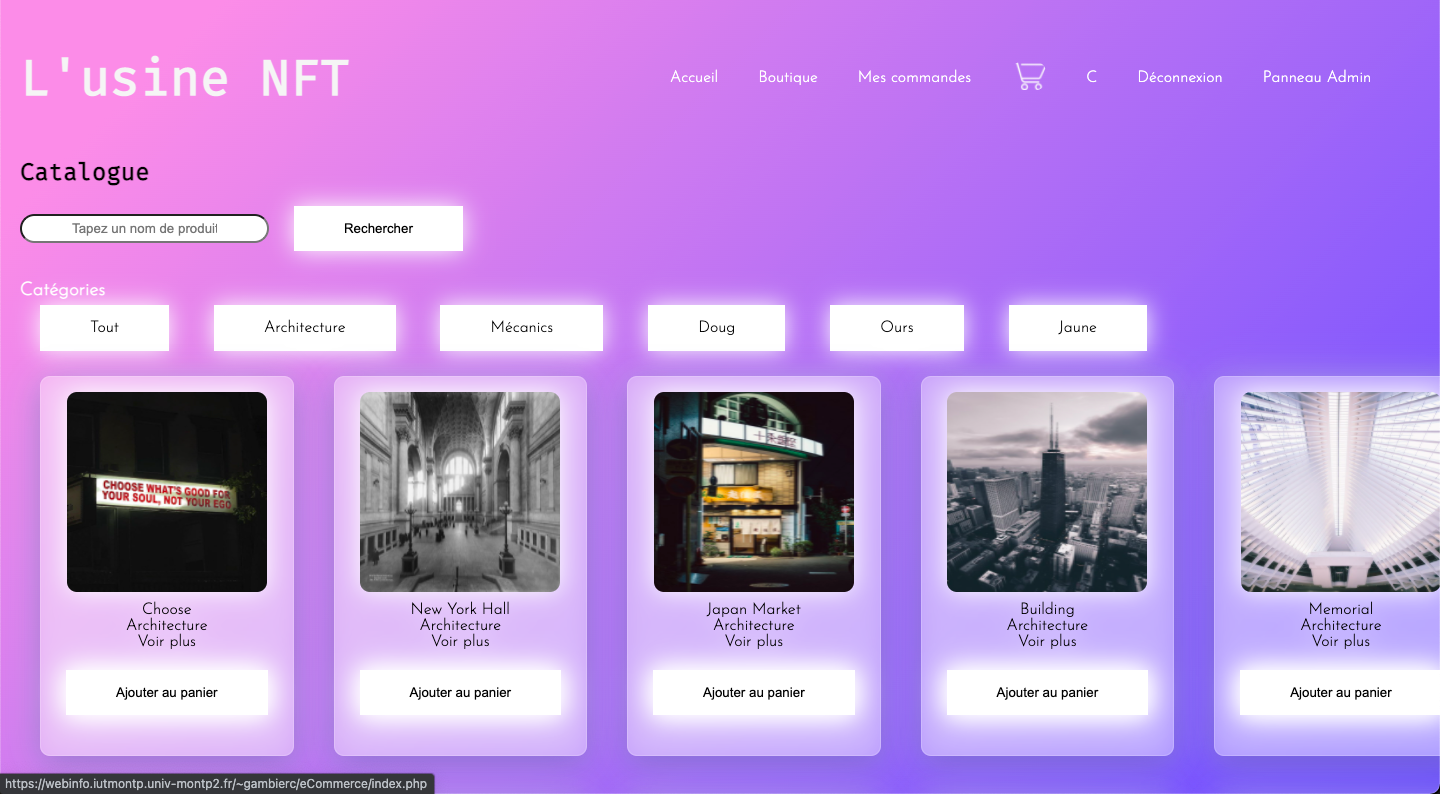 L'usine NFT
Accueil Boutique Mes commandes C Déconnexion Panneau Admin
Catalogue
Tapez un nom de produit
Rechercher
Catégories
Tout Architecture Mécanics Doug Ours Jaune
CHOOSE WHAT'S GOOD FOR
YOUR SOUL, NOT YOUR EGO
Choose
Architecture
Voir plus
Ajouter au panier
New York Hall
Architecture
Voir plus
Ajouter au panier
Japan Market
Architecture
Voir plus
Ajouter au panier
Building
Architecture
Voir plus
Ajouter au panier
Memorial
Architecture
Voir plus
Ajouter au panier
https://webinfo.iutmontp.univ-montp2.fr/~gambierc/eCommerce/index.php